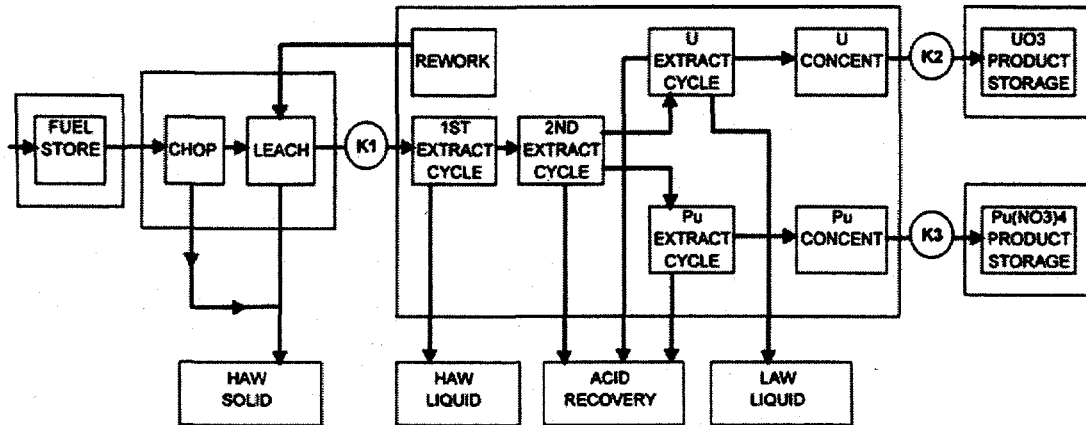 REWORK
U
EXTRACT
CYCLE
U
CONCENT
K2
UO3
PRODUCT
STORAGE
FUEL
STORE
CHOP
LEACH
K1
1ST
EXTRACT
CYCLE
2ND
EXTRACT
CYCLE
Pu
EXTRACT
CYCLE
Pu
CONCENT
K3
Pu(NO3)4
PRODUCT
STORAGE
HAW
SOLID
HAW
LIQUID
ACID
RECOVERY
LAW
LIQUID